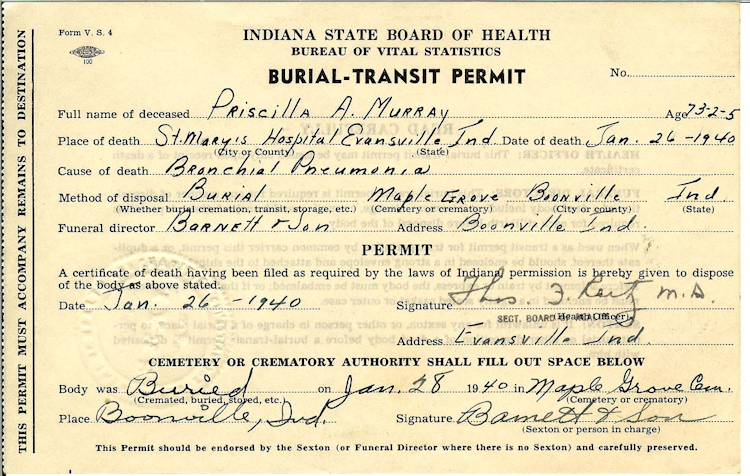 Form V. S. 4
100
INDIANA STATE BOARD OF HEALTH
BUREAU OF VITAL STATISTICS
BURIAL-TRANSIT PERMIT
No.
Full name of deceased Priscilla A. Murray Age 73-2-5
Place of death St. Mary's Hospital Evansville Ind Date of death Jan. 26-1940
(City or County) (State)
Cause of death Bronchial Pneumonia
Method of disposal Burial Maple Grove Boonville Ind.
(Whether burial cremation, transit, storage, etc.) (Cemetery or crematory) (City or county) (State)
Funeral director Barnett & Son Address Boonville Ind
PERMIT
A certificate of death having been filed as required by the laws of Indiana permission is hereby given to dispose
of the body as above stated.
Date Jan. 26-1940 Signature Thos. J. M.D.
SECT. BOARD Health Officer
Address Evansville Ind.
CEMETERY OR CREMATORY AUTHORITY SHALL FILL OUT SPACE BELOW
Body was Buried on Jan. 28 1940 in Maple Grove Cem.
(Cremated, buried, stored, etc.) (Cemetery or crematory)
Place Boonville, Ind. Signature Barnett & Son
(Sexton or person in charge)
This Permit should be endorsed by the Sexton (or Funeral Director where there is no Sexton) and carefully preserved.
THIS PERMIT MUST ACCOMPANY REMAINS TO DESTINATION